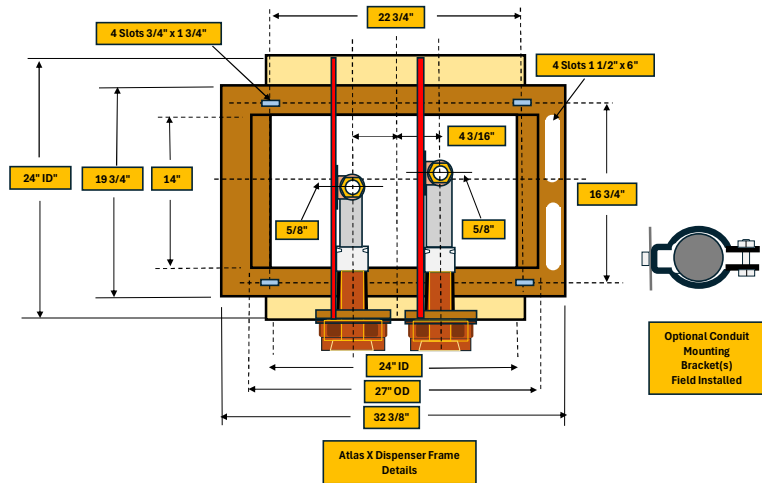 22 3/4"
4 Slots 3/4" x 1 3/4"
4 Slots 1 1/2" x 6"
4 3/16"
24" ID"
19 3/4"
14"
16 3/4"
5/8"
5/8"
24" ID
27" OD
32 3/8"
Optional Conduit
Mounting
Bracket(s)
Field Installed
Atlas X Dispenser Frame
Details